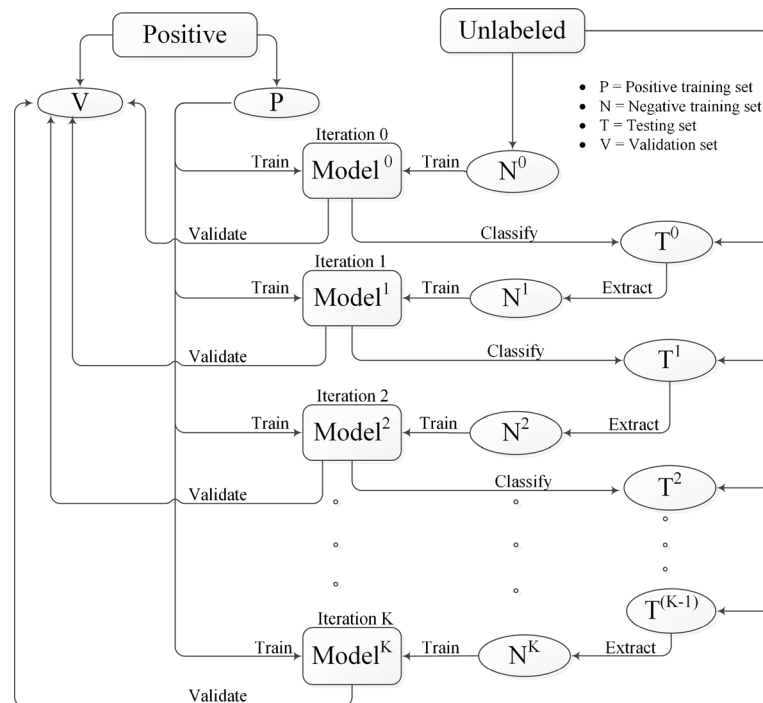 Positive
Unlabeled
V
P
• P = Positive training set
• N = Negative training set
• T = Testing set
• V = Validation set
Iteration 0
Train
Model⁰
Train
N⁰
Validate
Classify
T⁰
Iteration 1
Train
Model¹
Train
N¹
Extract
Validate
Classify
T¹
Iteration 2
Train
Model²
Train
N²
Extract
Validate
Classify
T²
T⁽ᴷ⁻¹⁾
Iteration K
Train
Modelᴷ
Train
Nᴷ
Extract
Validate